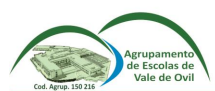 Agrupamento
de Escolas de
Vale de Ovil
Cod. Agrup. 150 216